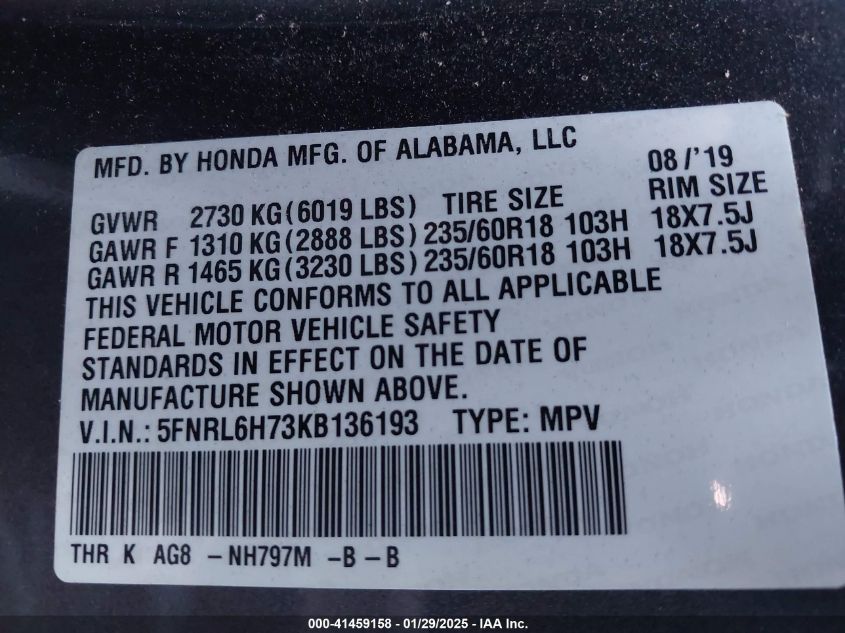 MFD. BY HONDA MFG. OF ALABAMA, LLC 08/'19
GVWR 2730 KG(6019 LBS) TIRE SIZE RIM SIZE
GAWR F 1310 KG(2888 LBS) 235/60R18 103H 18X7.5J
GAWR R 1465 KG(3230 LBS) 235/60R18 103H 18X7.5J
THIS VEHICLE CONFORMS TO ALL APPLICABLE
FEDERAL MOTOR VEHICLE SAFETY
STANDARDS IN EFFECT ON THE DATE OF
MANUFACTURE SHOWN ABOVE.
V.I.N.: 5FNRL6H73KB136193 TYPE: MPV
THR K AG8 -NH797M -B-B
000-41459158 - 01/29/2025 - IAA Inc.